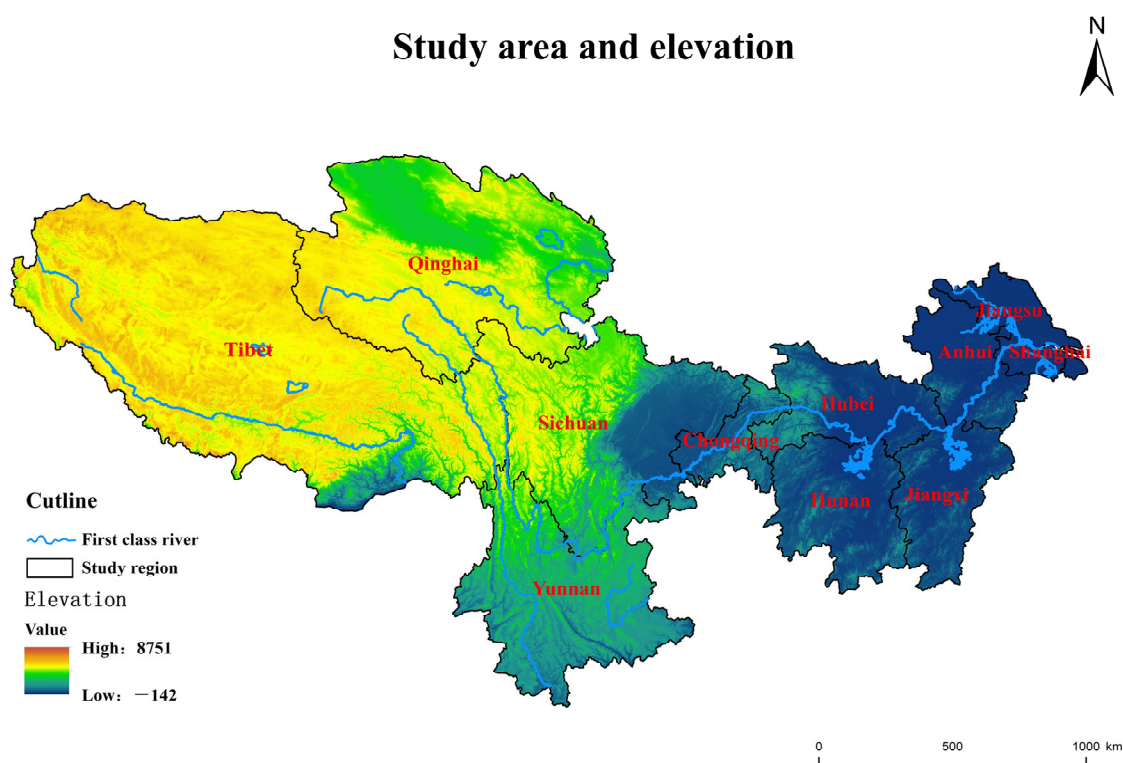 Study area and elevation
N
Qinghai
Tibet
Sichuan
Chongqing
Hubei
Hunan
Jiangxi
Anhui
Jiangsu
Shanghai
Yunnan
Cutline
First class river
Study region
Elevation
Value
High: 8751
Low: －142
0 500 1000 km